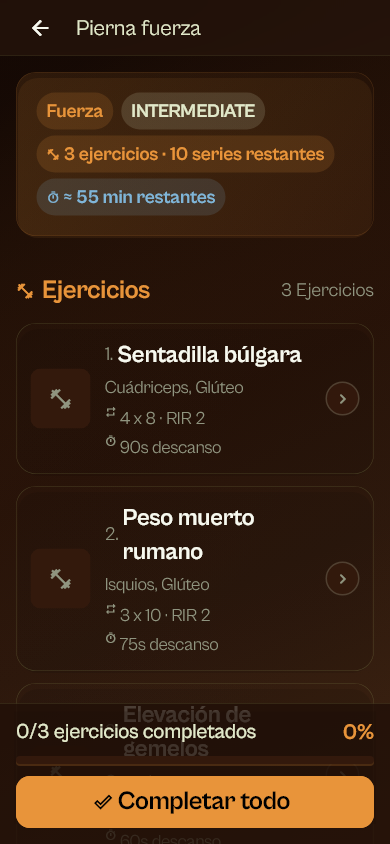 Pierna fuerza
Fuerza
INTERMEDIATE
3 ejercicios · 10 series restantes
≈ 55 min restantes
Ejercicios
3 Ejercicios
1. Sentadilla búlgara
Cuádriceps, Glúteo
4 x 8 · RIR 2
90s descanso
2. Peso muerto
rumano
Isquios, Glúteo
3 x 10 · RIR 2
75s descanso
Elevación de
gemelos
0/3 ejercicios completados
0%
Completar todo
60s descanso